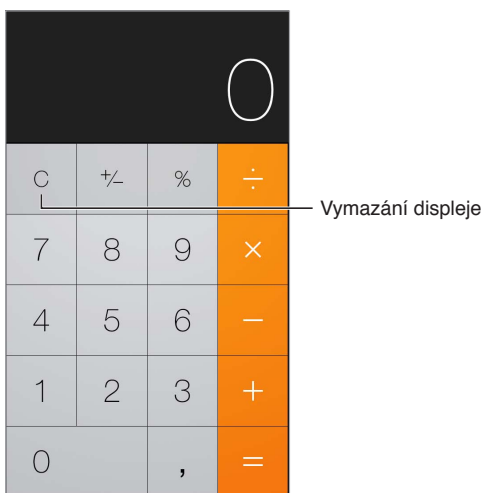 0
C +/− % ÷
Vymazání displeje
7 8 9 ×
4 5 6 −
1 2 3 +
0 , =